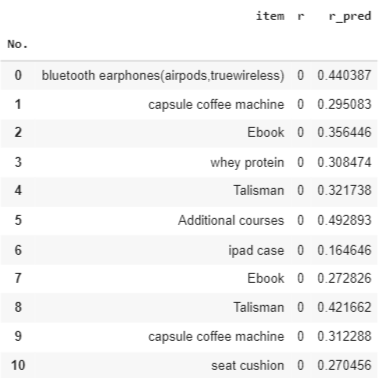 item r r_pred
No.
0 bluetooth earphones(airpods,truewireless) 0 0.440387
1 capsule coffee machine 0 0.295083
2 Ebook 0 0.356446
3 whey protein 0 0.308474
4 Talisman 0 0.321738
5 Additional courses 0 0.492893
6 ipad case 0 0.164646
7 Ebook 0 0.272826
8 Talisman 0 0.421662
9 capsule coffee machine 0 0.312288
10 seat cushion 0 0.270456